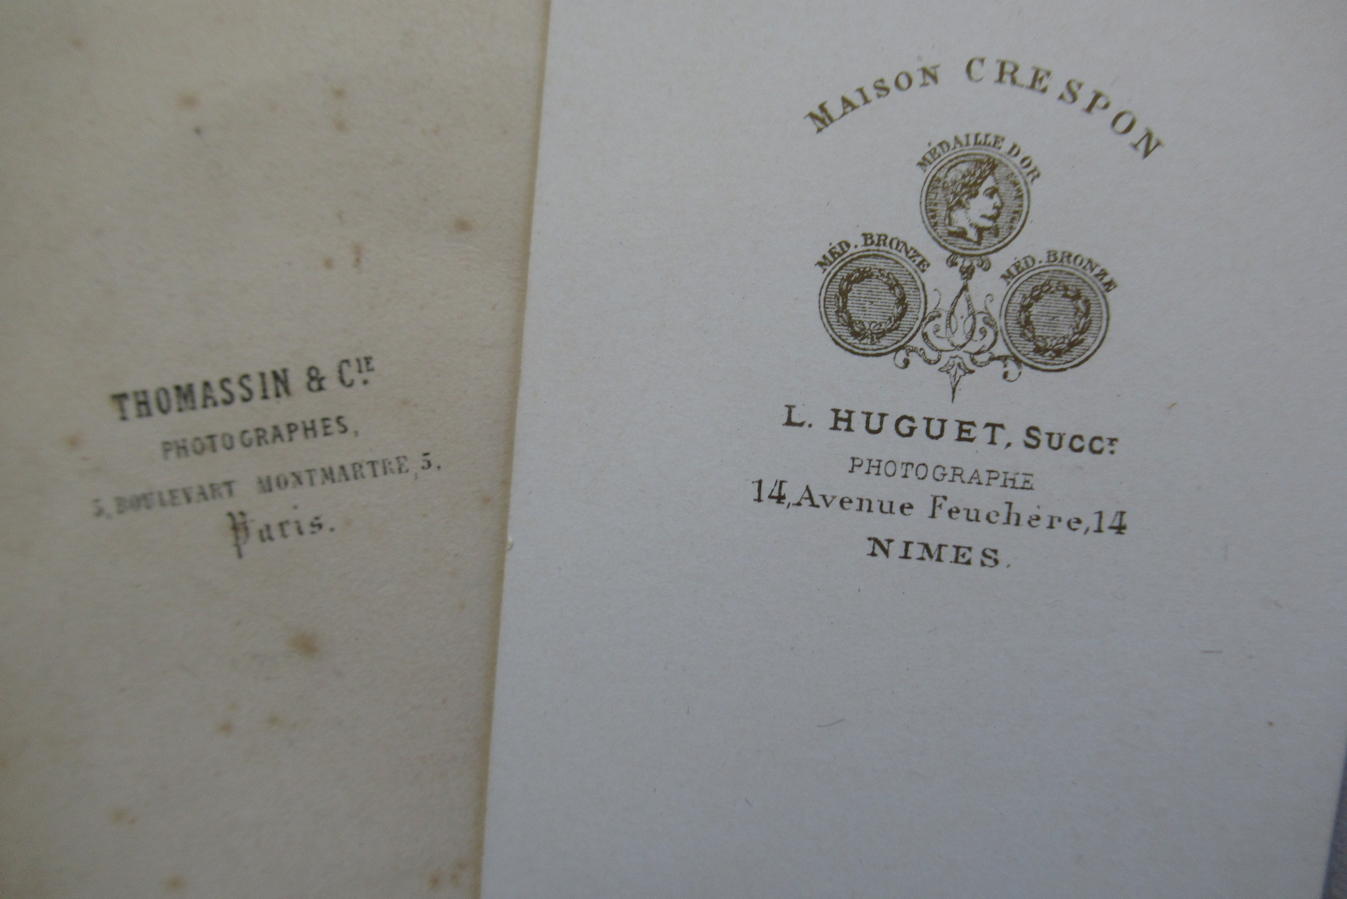 THOMASSIN & CIE.
PHOTOGRAPHES,
5, BOULEVART MONTMARTRE, 5.
Paris.
MAISON CRESPON
MÉDAILLE D'OR
MÉD. BRONZE
MÉD. BRONZE
L. HUGUET, SUCCR
PHOTOGRAPHE
14, Avenue Feuchère, 14
NIMES.